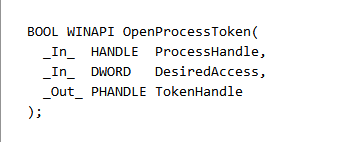 BOOL WINAPI OpenProcessToken(
  _In_  HANDLE  ProcessHandle,
  _In_  DWORD   DesiredAccess,
  _Out_ PHANDLE TokenHandle
);